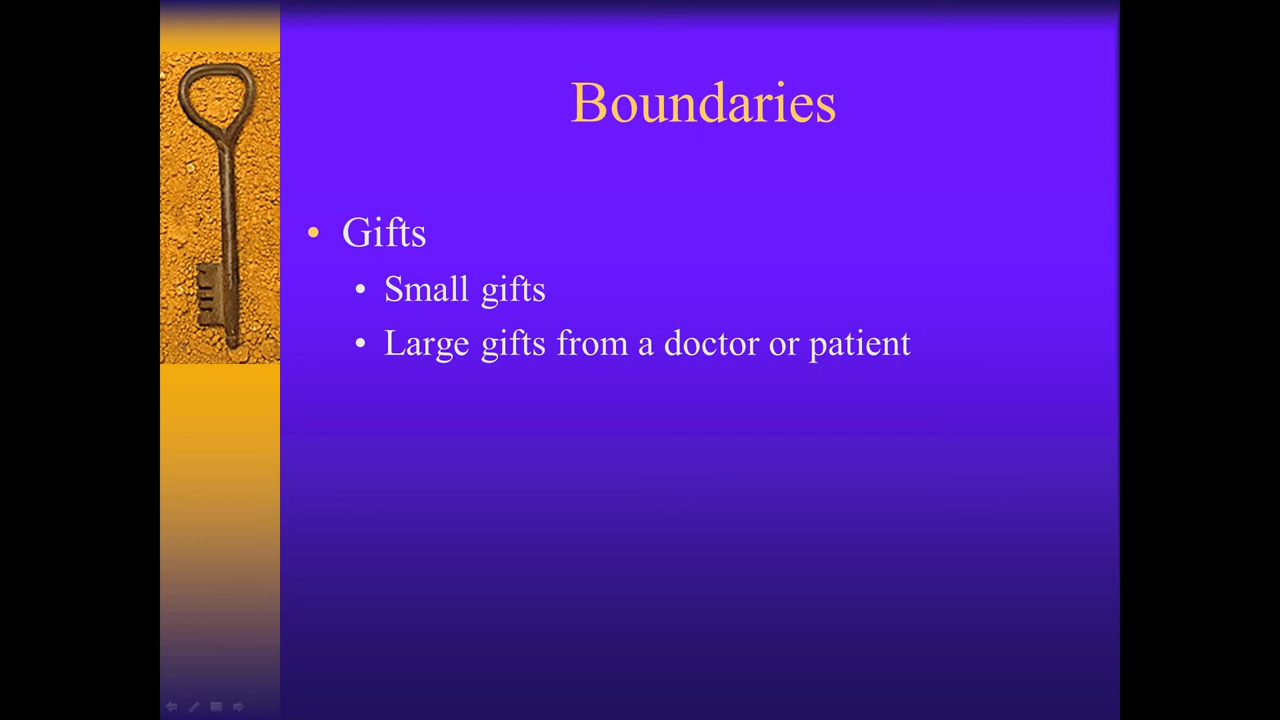 Boundaries
• Gifts
• Small gifts
• Large gifts from a doctor or patient